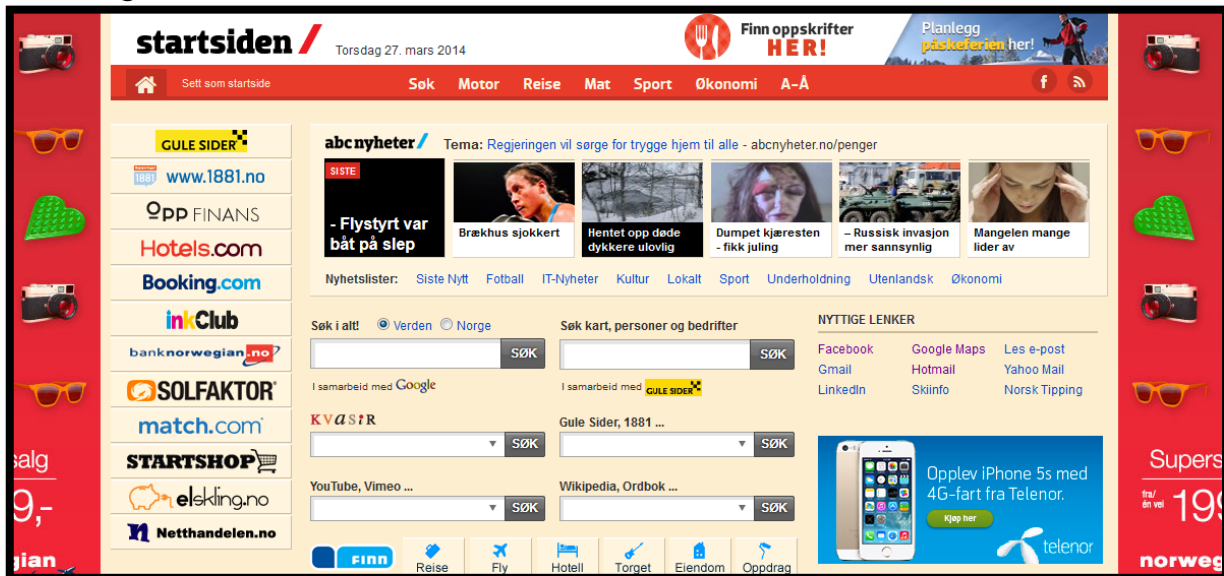 startsiden
Torsdag 27. mars 2014
Finn oppskrifter
HER!
Planlegg
påskeferien her!
Sett som startside
Søk Motor Reise Mat Sport Økonomi A-Å
f
GULE SIDER
1881 www.1881.no
OPP FINANS
Hotels.com
Booking.com
inkClub
banknorwegian.no
SOLFAKTOR
match.com
STARTSHOP
elskling.no
Netthandelen.no
abc nyheter
Tema: Regjeringen vil sørge for trygge hjem til alle - abcnyheter.no/penger
SISTE
- Flystyrt var
båt på slep
Brækhus sjokkert
Hentet opp døde
dykkere ulovlig
Dumpet kjæresten
- fikk juling
– Russisk invasjon
mer sannsynlig
Mangelen mange
lider av
Nyhetslister: Siste Nytt Fotball IT-Nyheter Kultur Lokalt Sport Underholdning Utenlandsk Økonomi
Søk i alt! Verden Norge
SØK
I samarbeid med Google
Søk kart, personer og bedrifter
SØK
I samarbeid med GULE SIDER
KVASIR
SØK
Gule Sider, 1881 ...
SØK
YouTube, Vimeo ...
SØK
Wikipedia, Ordbok ...
SØK
FINN
Reise Fly Hotell Torget Eiendom Oppdrag
NYTTIGE LENKER
Facebook Google Maps Les e-post
Gmail Hotmail Yahoo Mail
LinkedIn Skiinfo Norsk Tipping
Opplev iPhone 5s med
4G-fart fra Telenor.
Kjøp her
telenor
salg
9,-
gian
Supers
fra/
én vei 199
norweg